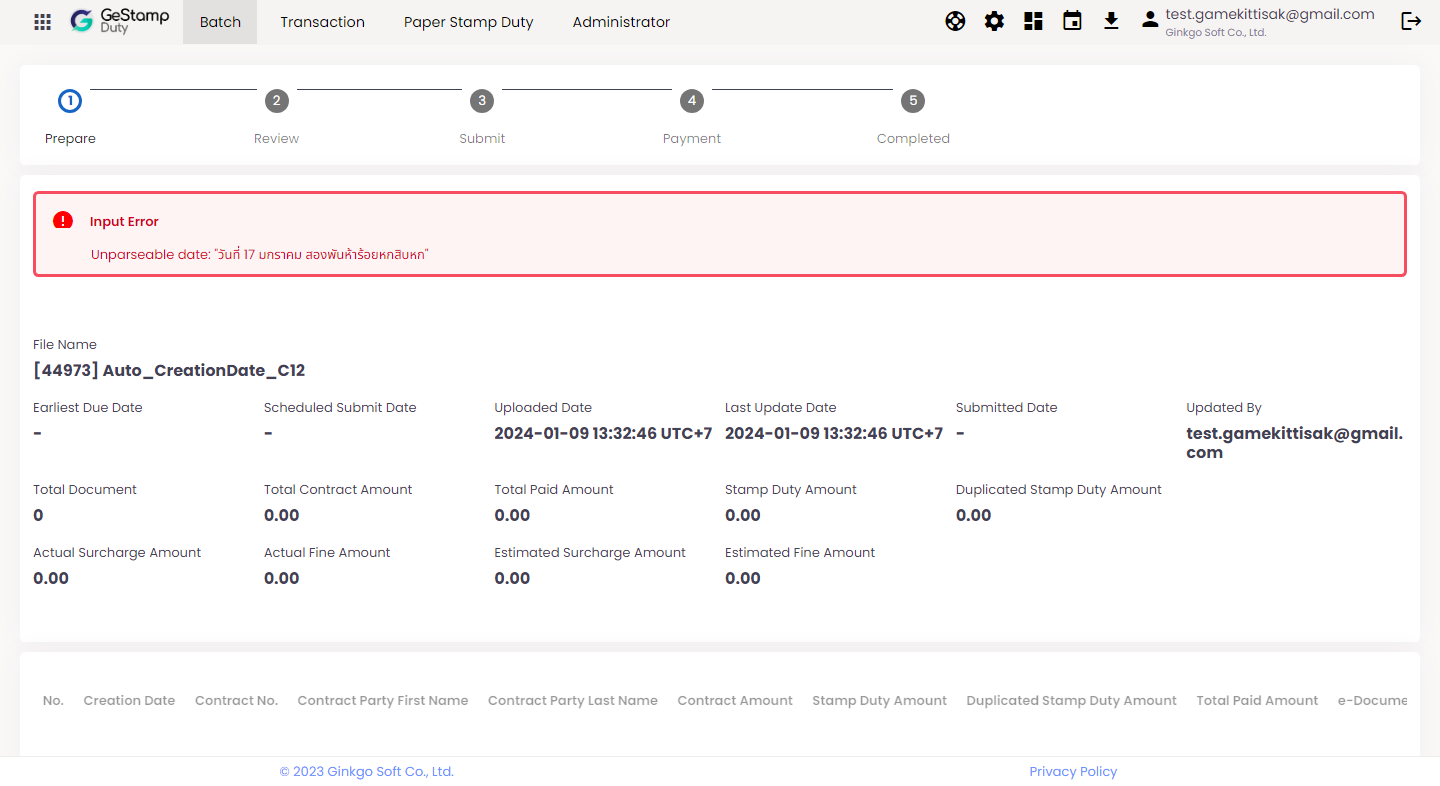 GeStamp
Duty
Batch
Transaction
Paper Stamp Duty
Administrator
test.gamekittisak@gmail.com
Ginkgo Soft Co., Ltd.
1
2
3
4
5
Prepare
Review
Submit
Payment
Completed
Input Error
Unparseable date: "วันที่ 17 มกราคม สองพันห้าร้อยหกสิบหก"
File Name
[44973] Auto_CreationDate_C12
Earliest Due Date
Scheduled Submit Date
Uploaded Date
Last Update Date
Submitted Date
Updated By
-
-
2024-01-09 13:32:46 UTC+7
2024-01-09 13:32:46 UTC+7
-
test.gamekittisak@gmail.
com
Total Document
Total Contract Amount
Total Paid Amount
Stamp Duty Amount
Duplicated Stamp Duty Amount
0
0.00
0.00
0.00
0.00
Actual Surcharge Amount
Actual Fine Amount
Estimated Surcharge Amount
Estimated Fine Amount
0.00
0.00
0.00
0.00
No.
Creation Date
Contract No.
Contract Party First Name
Contract Party Last Name
Contract Amount
Stamp Duty Amount
Duplicated Stamp Duty Amount
Total Paid Amount
e-Docume
© 2023 Ginkgo Soft Co., Ltd.
Privacy Policy